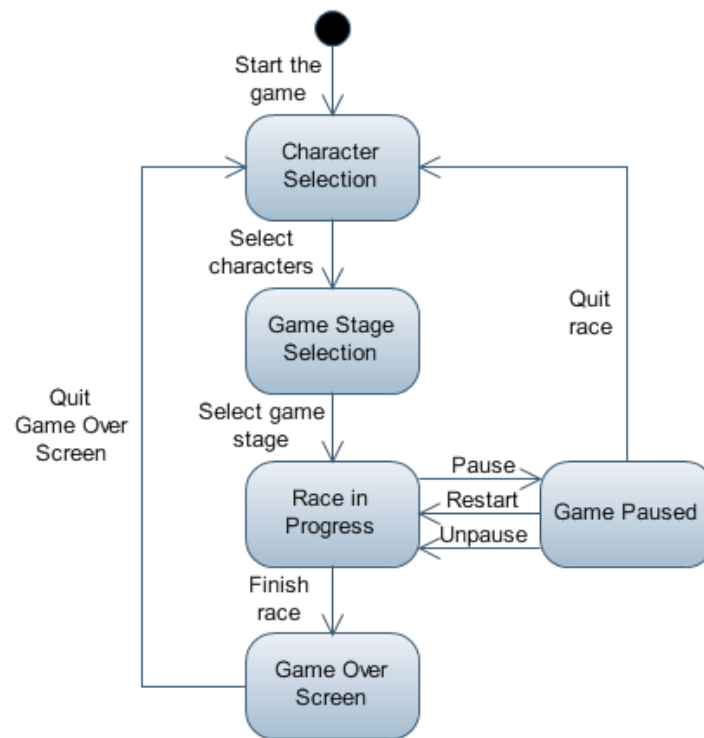 Start the
game
Character
Selection
Select
characters
Quit
race
Game Stage
Selection
Quit
Game Over
Screen
Select game
stage
Pause
Race in
Progress
Restart
Game Paused
Unpause
Finish
race
Game Over
Screen